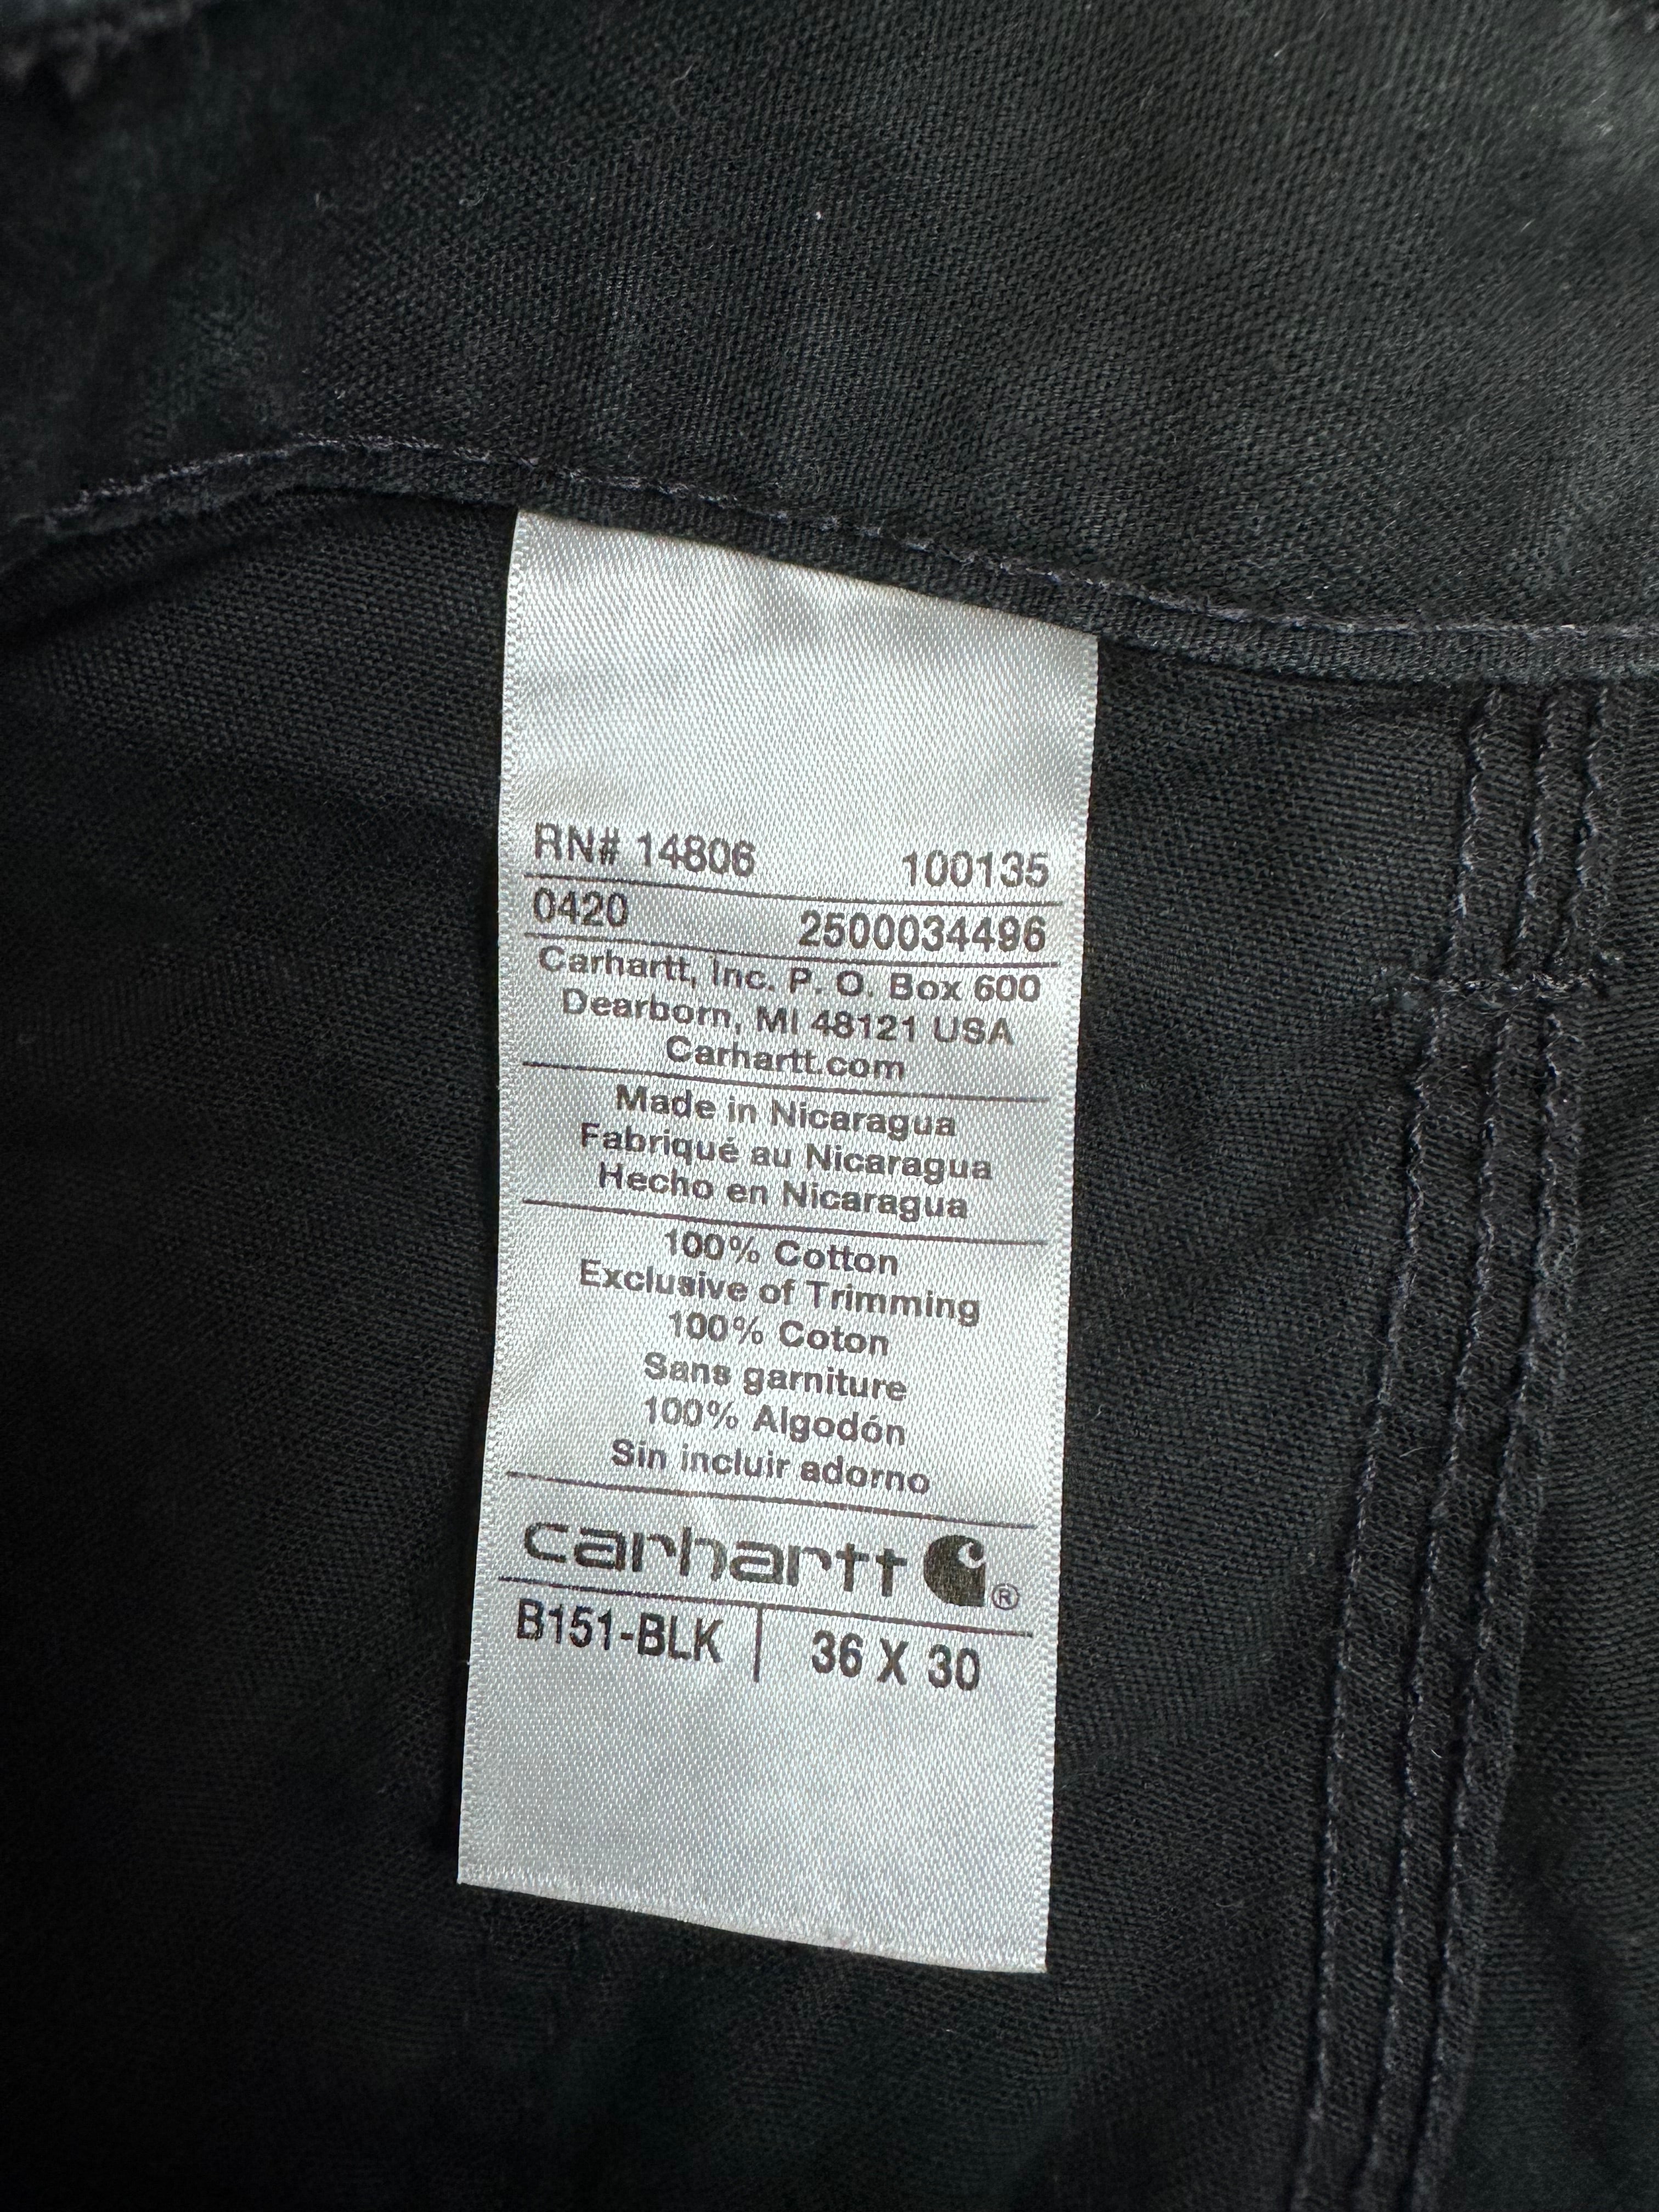 RN# 14806 100135
0420 2500034496
Carhartt, Inc. P. O. Box 600
Dearborn, MI 48121 USA
Carhartt.com
Made in Nicaragua
Fabriqué au Nicaragua
Hecho en Nicaragua
100% Cotton
Exclusive of Trimming
100% Coton
Sans garniture
100% Algodón
Sin incluir adorno
carhartt ®
B151-BLK | 36 X 30